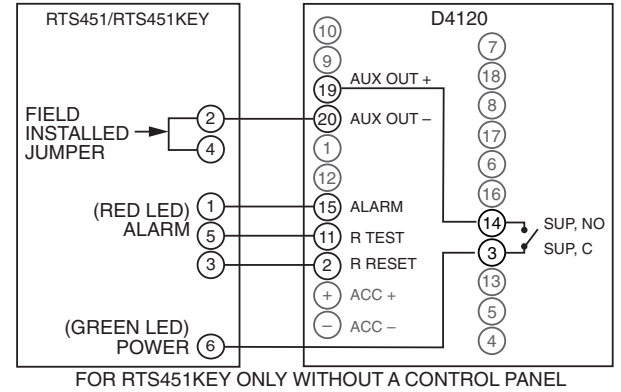 RTS451/RTS451KEY
D4120
10
9
19 AUX OUT +
20 AUX OUT –
1
12
15 ALARM
11 R TEST
2 R RESET
+ ACC +
– ACC –
7
18
8
17
6
16
14 SUP, NO
3 SUP, C
13
5
4
FIELD
INSTALLED
JUMPER
2
4
(RED LED)
ALARM
1
5
3
(GREEN LED)
POWER 6
FOR RTS451KEY ONLY WITHOUT A CONTROL PANEL